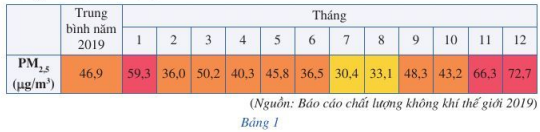 Trung bình năm 2019 Tháng
1 2 3 4 5 6 7 8 9 10 11 12
PM2,5 (μg/m³) 46,9 59,3 36,0 50,2 40,3 45,8 36,5 30,4 33,1 48,3 43,2 66,3 72,7
(Nguồn: Báo cáo chất lượng không khí thế giới 2019)
Bảng 1